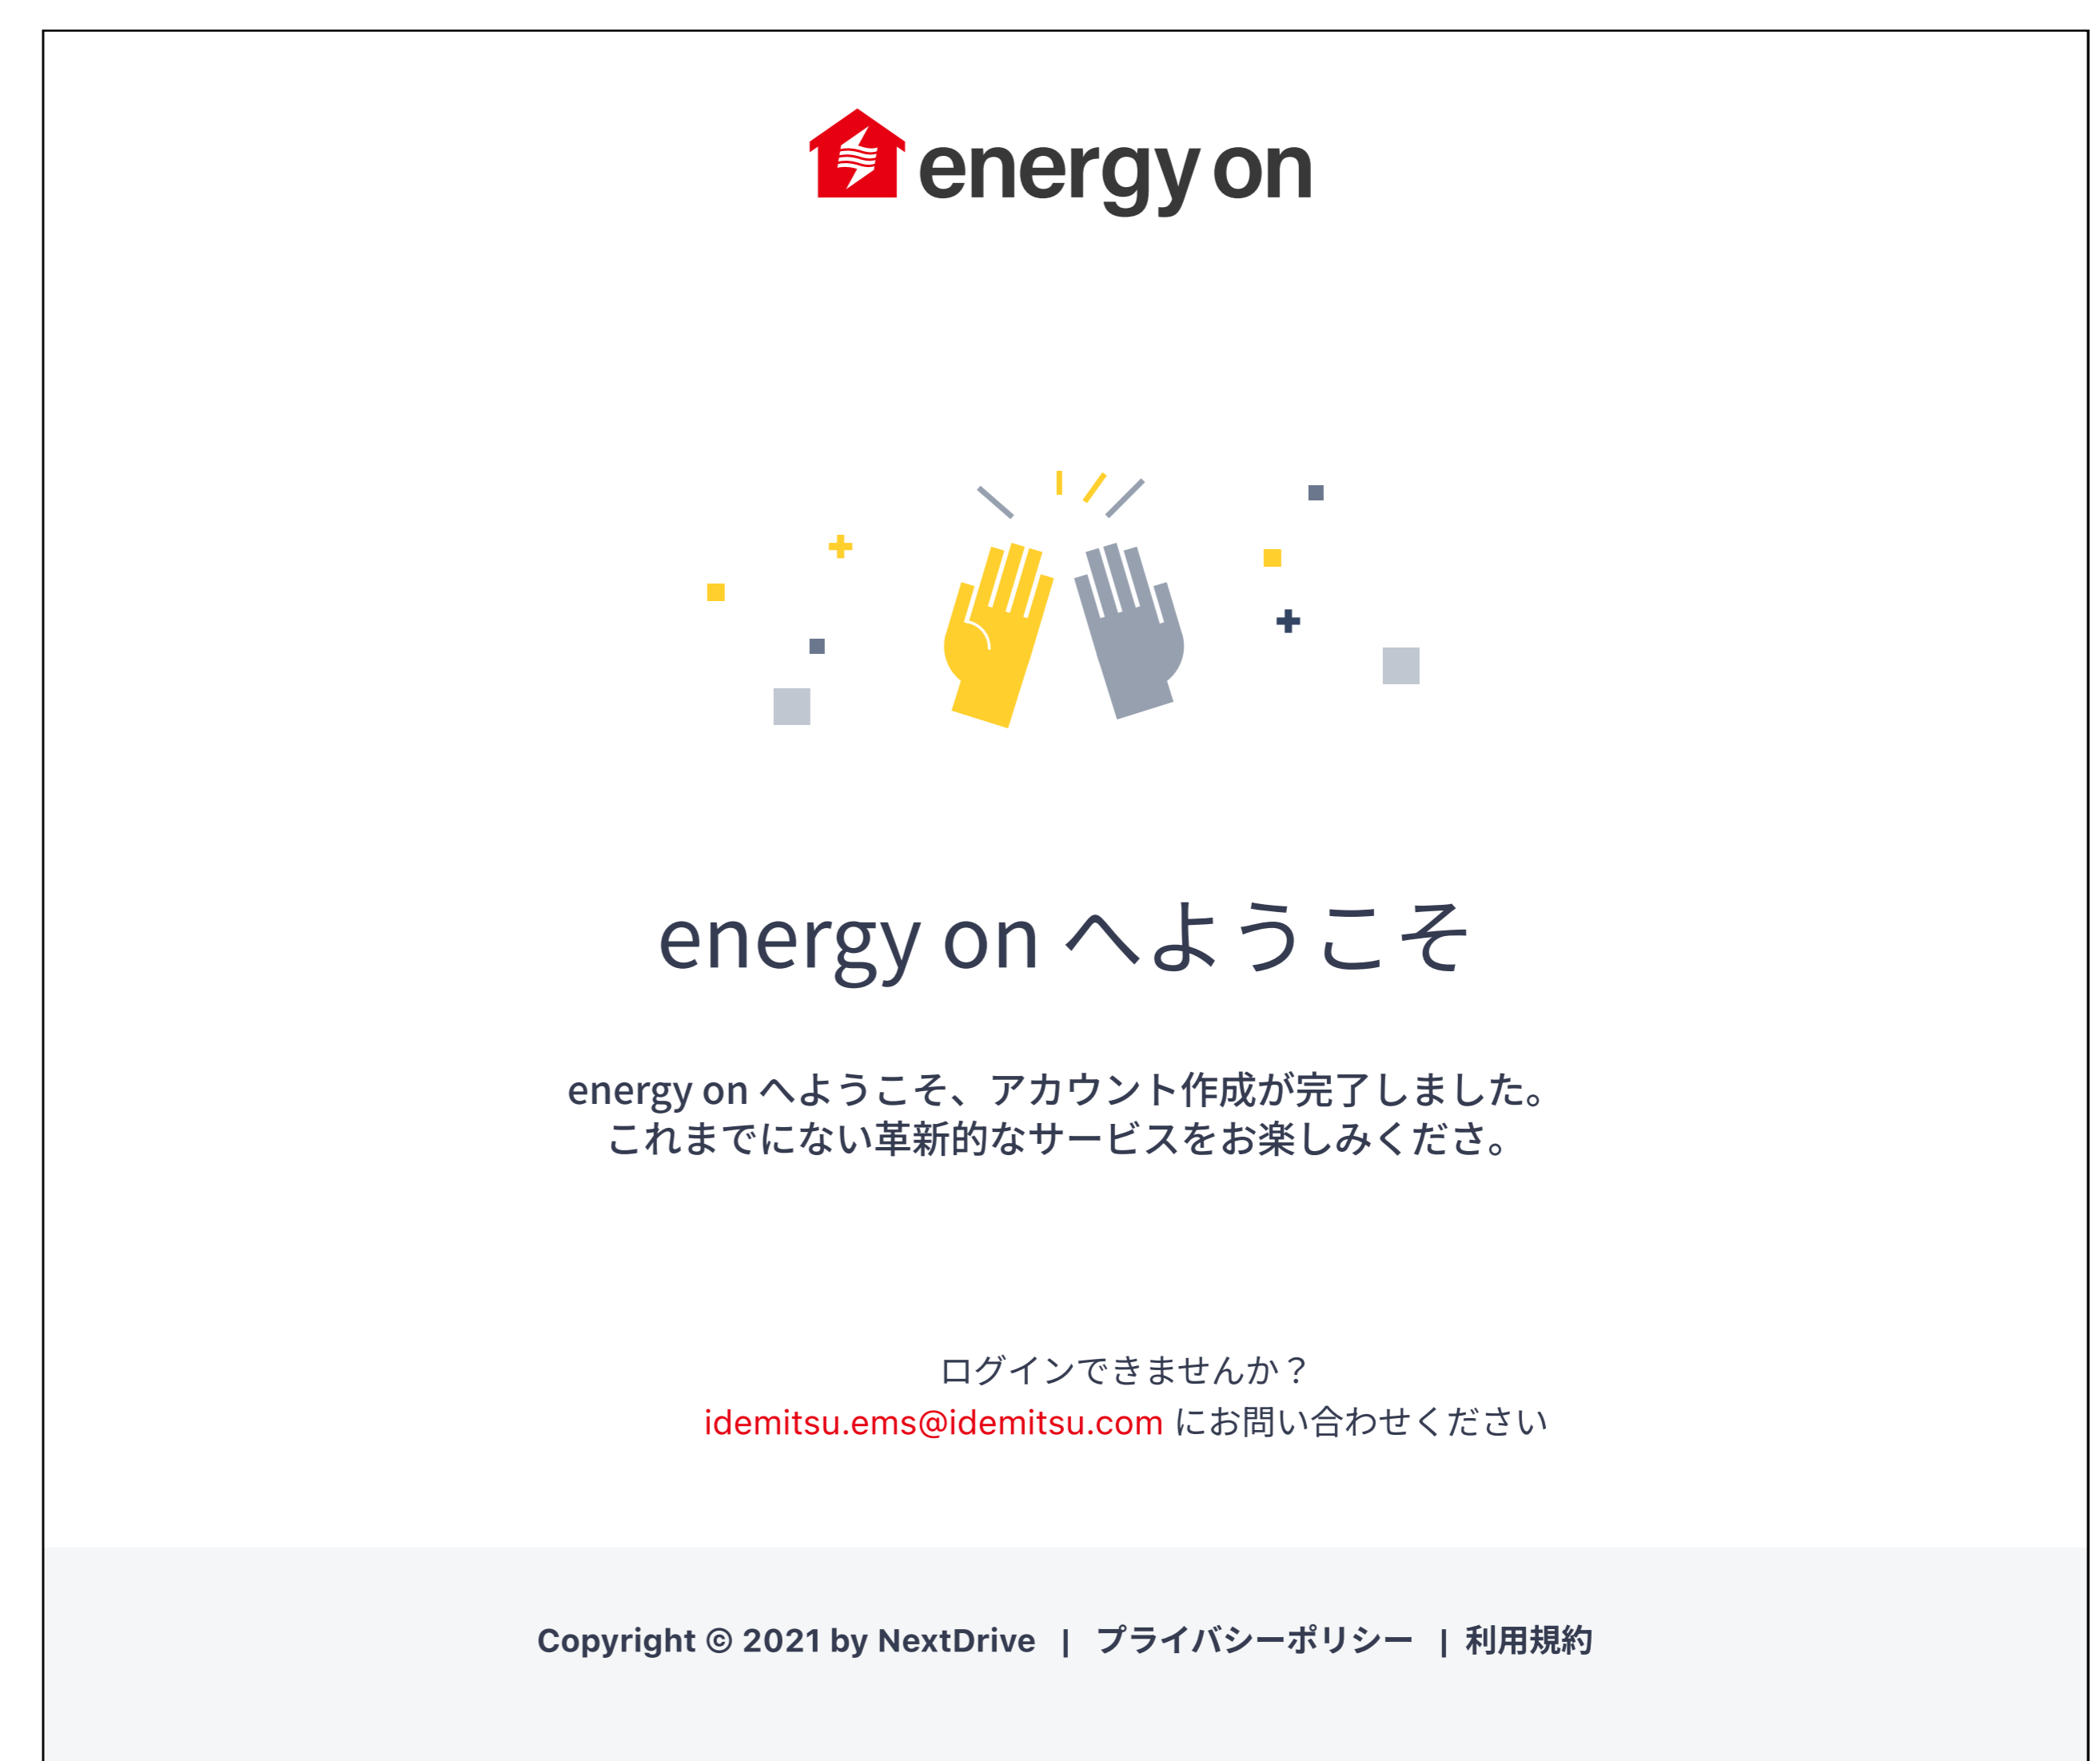 energy on
energy on へようこそ
energy on へようこそ、アカウント作成が完了しました。
これまでにない革新的なサービスをお楽しみくださ。
ログインできませんか？
idemitsu.ems@idemitsu.com にお問い合わせください
Copyright © 2021 by NextDrive | プライバシーポリシー | 利用規約